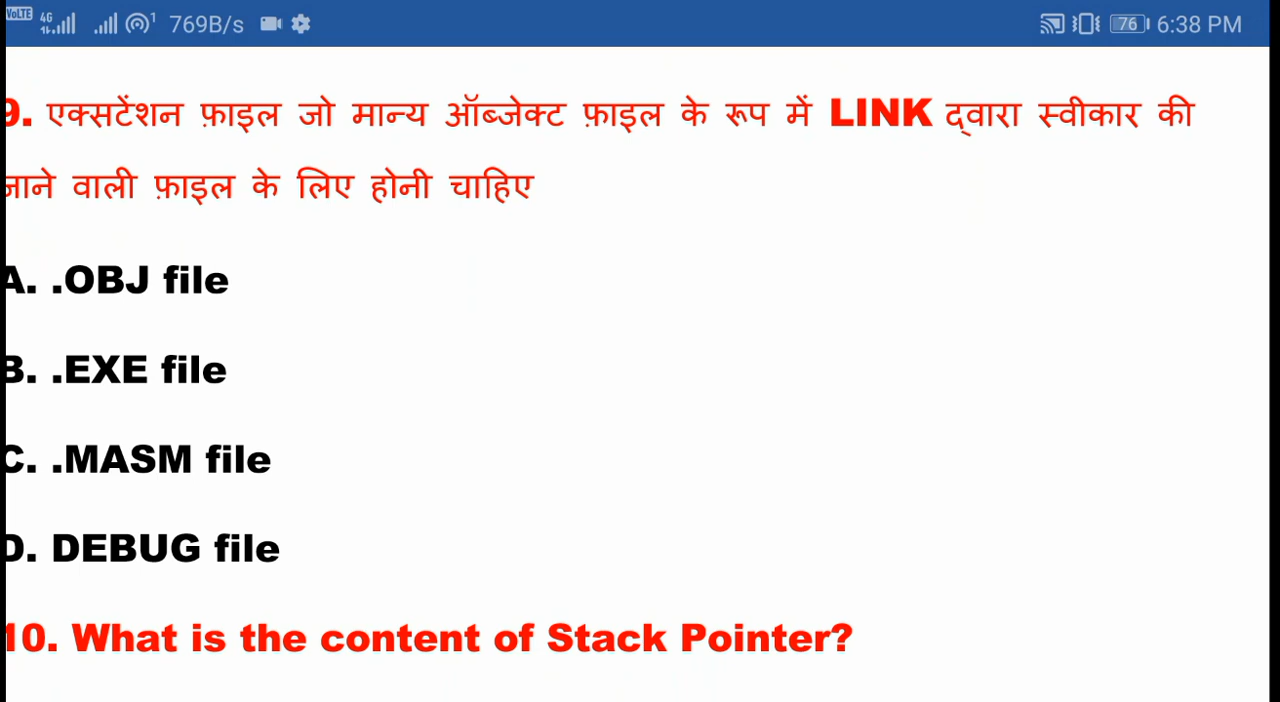 VoLTE 4G 1 769B/s 76 6:38 PM
9. एक्सटेंशन फ़ाइल जो मान्य ऑब्जेक्ट फ़ाइल के रूप में LINK द्वारा स्वीकार की
जाने वाली फ़ाइल के लिए होनी चाहिए
A. .OBJ file
B. .EXE file
C. .MASM file
D. DEBUG file
10. What is the content of Stack Pointer?